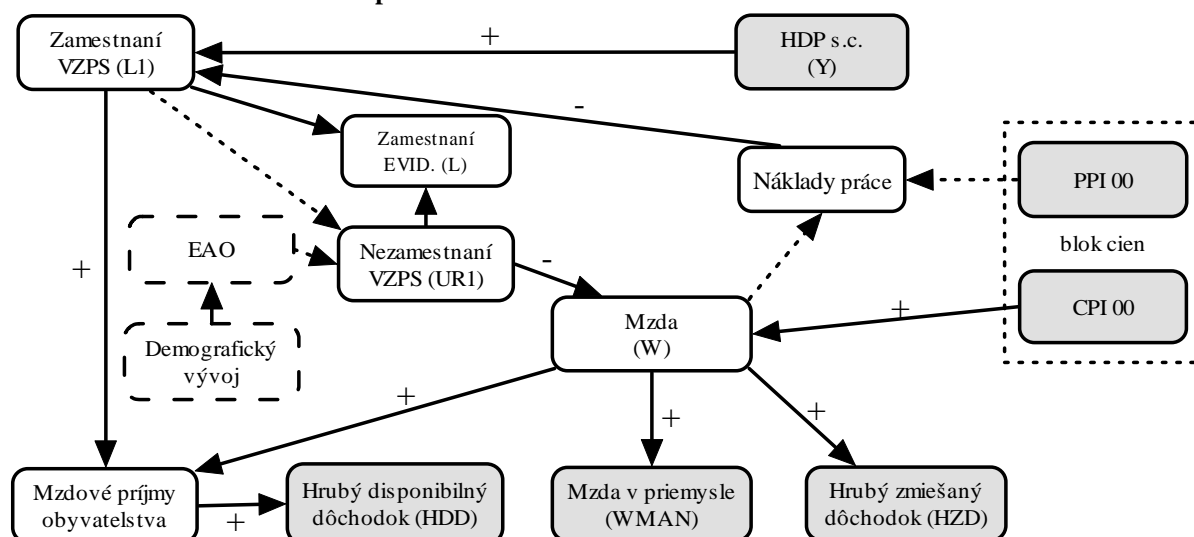 Zamestnaní
VZPS (L1)
+
HDP s.c.
(Y)
-
Zamestnaní
EVID. (L)
Náklady práce
PPI 00
blok cien
CPI 00
+
EAO
Nezamestnaní
VZPS (UR1)
-
+
Demografický
vývoj
Mzda
(W)
+
+
+
+
Mzdové príjmy
obyvatelstva
+
Hrubý disponibilný
dôchodok (HDD)
Mzda v priemysle
(WMAN)
Hrubý zmiešaný
dôchodok (HZD)